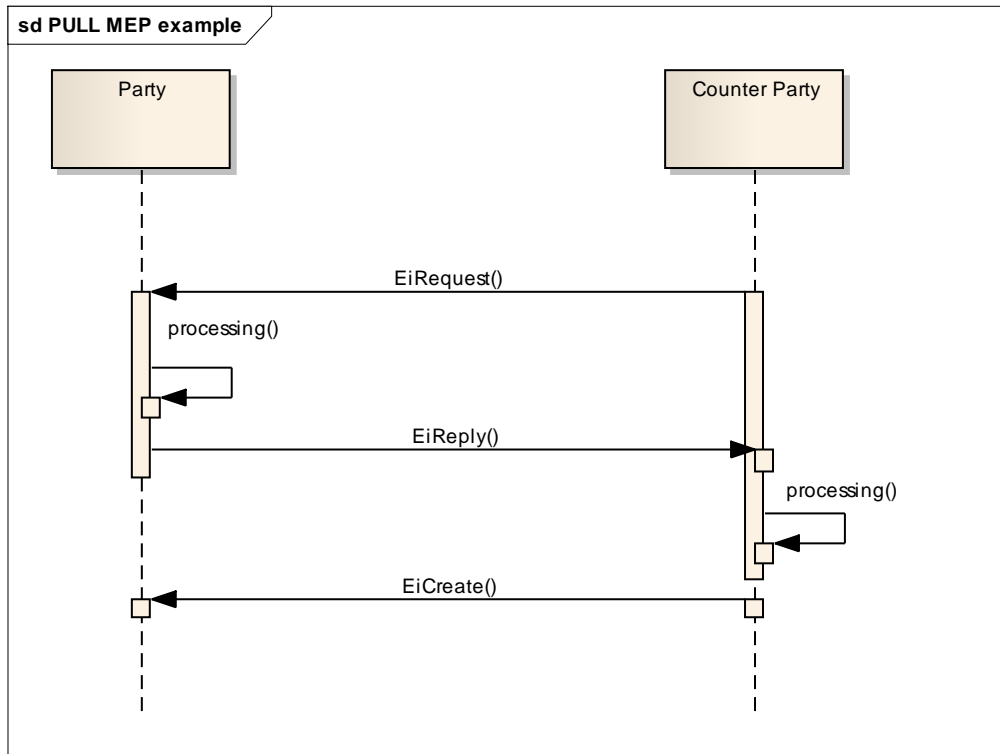 sd PULL MEP example
Party
Counter Party
EiRequest()
processing()
EiReply()
processing()
EiCreate()